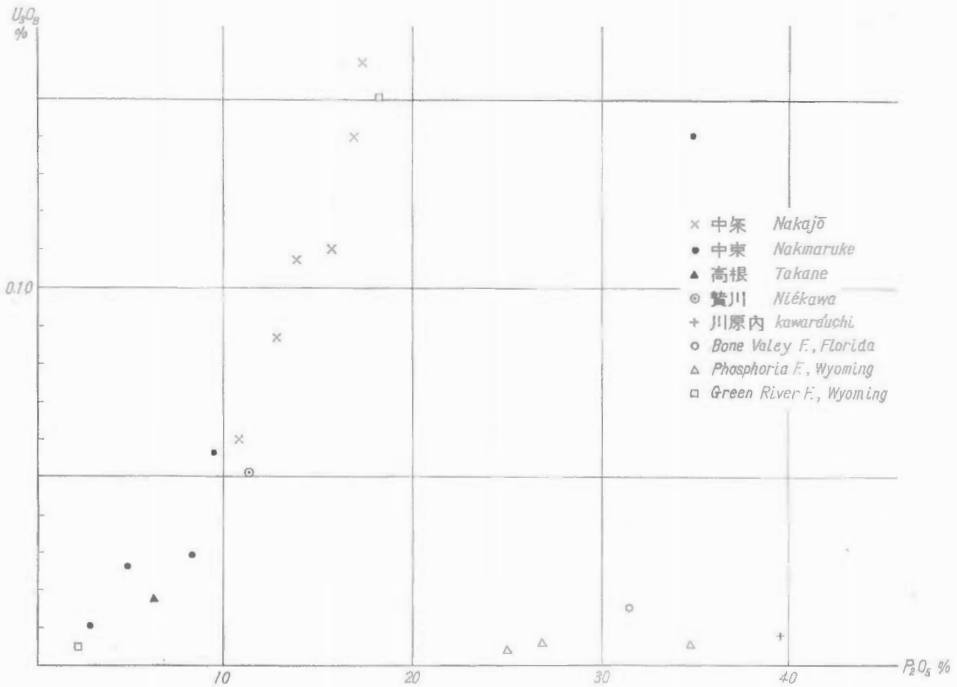 U₃O₈
%
0.10
× 中条 Nakajō
● 中東 Nakmaruke
▲ 高根 Takane
◉ 贄川 Niékawa
+ 川原内 kawarduchi
○ Bone Valey F., Florida
△ Phosphoria F., Wyoming
□ Green River F., Wyoming
10 20 30 40 P₂O₅ %